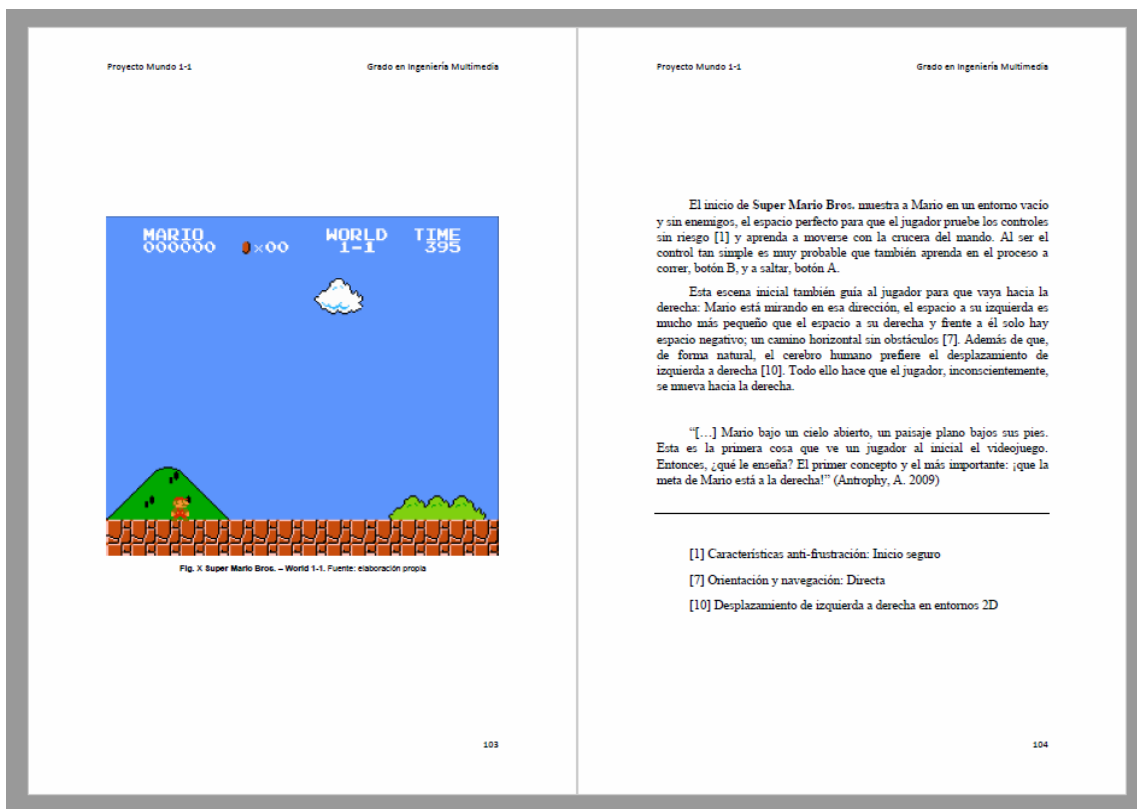 Proyecto Mundo 1-1
Grado en Ingeniería Multimedia
MARIO WORLD TIME
000000 ×00 1-1 395
Fig. X Super Mario Bros. – World 1-1. Fuente: elaboración propia
103
Proyecto Mundo 1-1
Grado en Ingeniería Multimedia
El inicio de Super Mario Bros. muestra a Mario en un entorno vacío
y sin enemigos, el espacio perfecto para que el jugador pruebe los controles
sin riesgo [1] y aprenda a moverse con la crucera del mando. Al ser el
control tan simple es muy probable que también aprenda en el proceso a
correr, botón B, y a saltar, botón A.
Esta escena inicial también guía al jugador para que vaya hacia la
derecha: Mario está mirando en esa dirección, el espacio a su izquierda es
mucho más pequeño que el espacio a su derecha y frente a él solo hay
espacio negativo; un camino horizontal sin obstáculos [7]. Además de que,
de forma natural, el cerebro humano prefiere el desplazamiento de
izquierda a derecha [10]. Todo ello hace que el jugador, inconscientemente,
se mueva hacia la derecha.
“[…] Mario bajo un cielo abierto, un paisaje plano bajos sus pies.
Esta es la primera cosa que ve un jugador al inicial el videojuego.
Entonces, ¿qué le enseña? El primer concepto y el más importante: ¡que la
meta de Mario está a la derecha!” (Antrophy, A. 2009)
[1] Características anti-frustración: Inicio seguro
[7] Orientación y navegación: Directa
[10] Desplazamiento de izquierda a derecha en entornos 2D
104